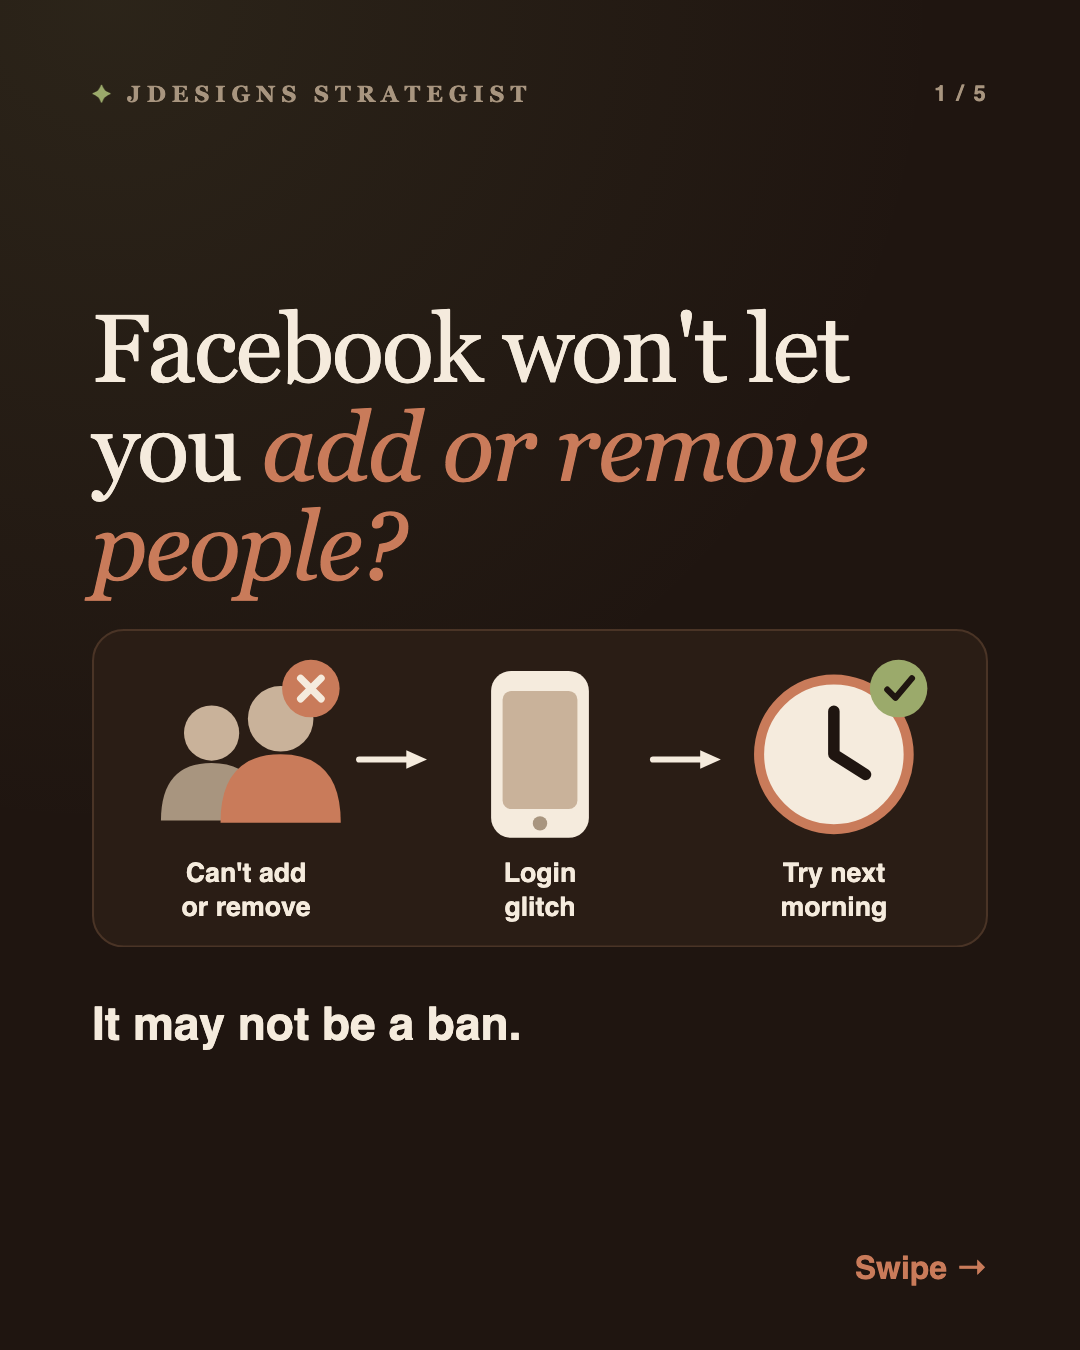 JDESIGNS STRATEGIST
1 / 5
Facebook won't let
you add or remove
people?
Can't add
or remove
Login
glitch
Try next
morning
It may not be a ban.
Swipe →